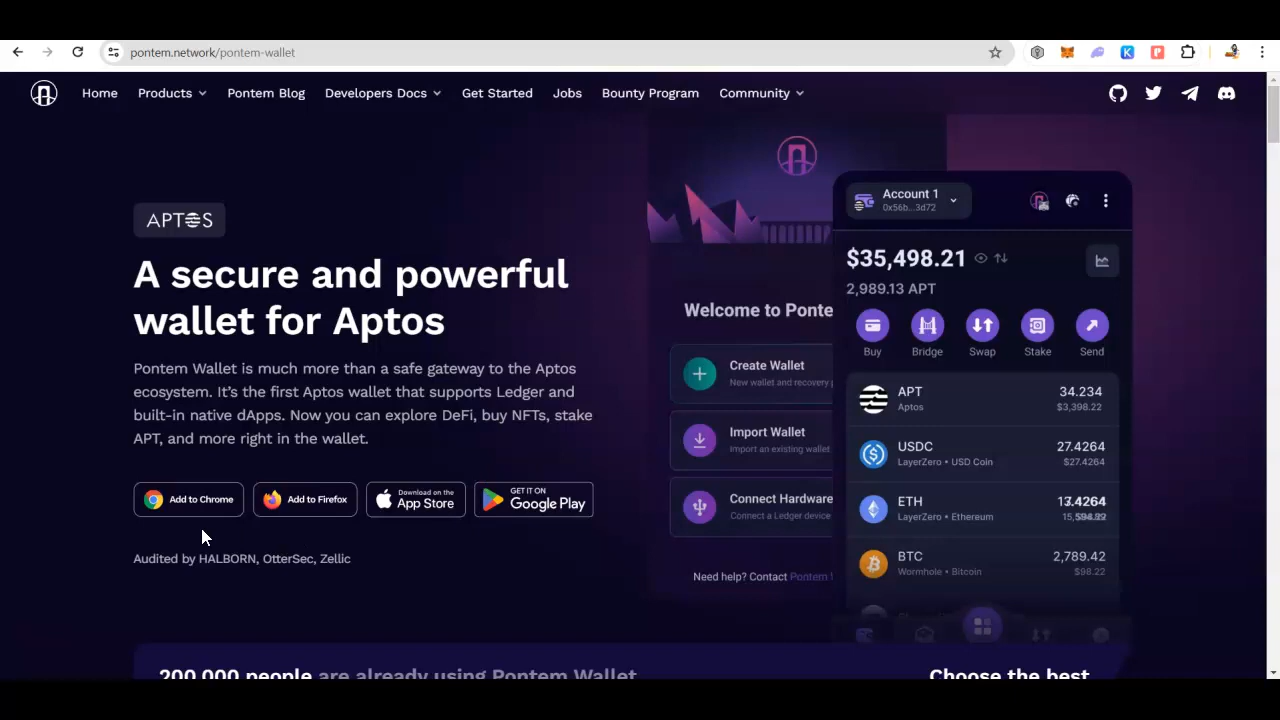 pontem.network/pontem-wallet
Home
Products
Pontem Blog
Developers Docs
Get Started
Jobs
Bounty Program
Community
APTOS
A secure and powerful
wallet for Aptos
Pontem Wallet is much more than a safe gateway to the Aptos
ecosystem. It’s the first Aptos wallet that supports Ledger and
built-in native dApps. Now you can explore DeFi, buy NFTs, stake
APT, and more right in the wallet.
Add to Chrome
Add to Firefox
Download on the
App Store
GET IT ON
Google Play
Audited by HALBORN, OtterSec, Zellic
Welcome to Ponte
Create Wallet
New wallet and recovery
Import Wallet
Import an existing wallet
Connect Hardware
Connect a Ledger device
Need help? Contact Pontem
Account 1
0x56b...3d72
$35,498.21
2,989.13 APT
Buy
Bridge
Swap
Stake
Send
APT
34.234
Aptos
$3,398.22
USDC
27.4264
LayerZero • USD Coin
$27.4264
ETH
LayerZero • Ethereum
BTC
2,789.42
Wormhole • Bitcoin
$98.22
200 000 people are already using Pontem Wallet
Choose the best